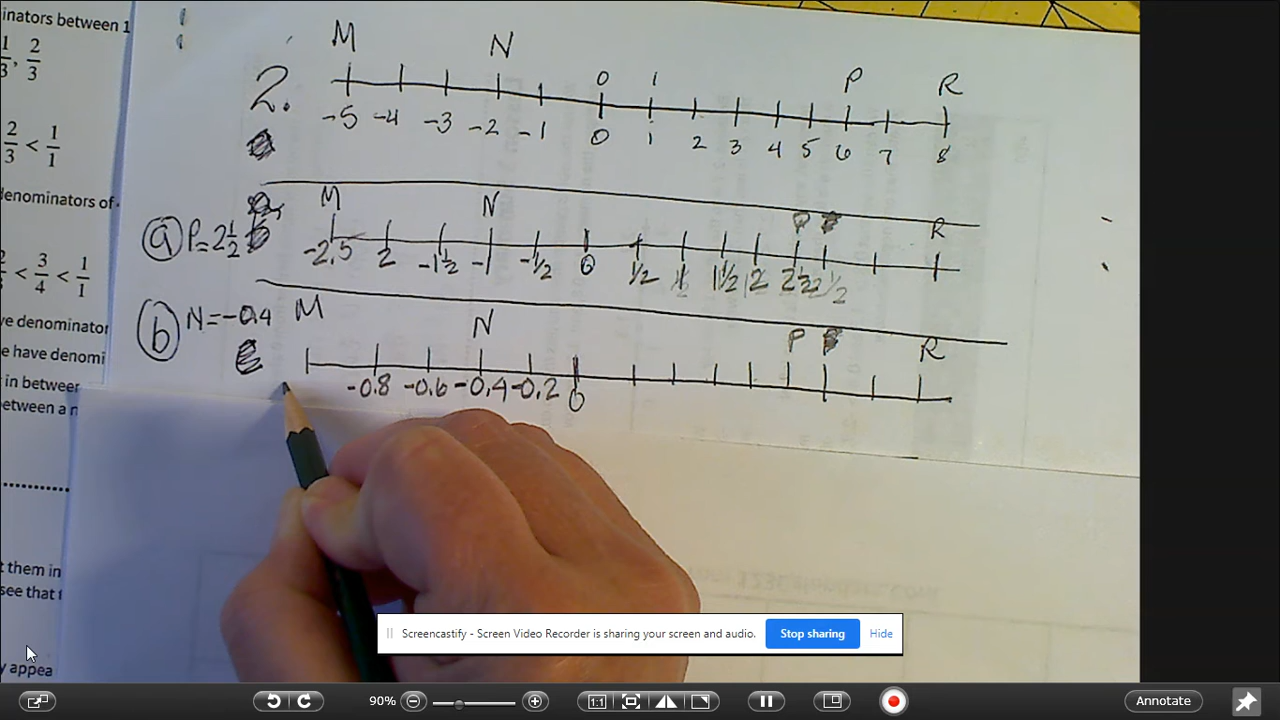 inators between 1
1/3, 2/3
2/3 < 1/1
denominators of
< 3/4 < 1/1
ve denominator
e have denomi
t in between
between a n
t them in
see that t
y appea
M N 0 1 P R
2.
-5 -4 -3 -2 -1 0 1 2 3 4 5 6 7 8
M N P R
a P=2 1/2
-2.5 2 -1 1/2 -1 -1/2 0 1/2 1 1 1/2 2 2 1/2
b N=-0.4 M N P R
-0.8 -0.6 -0.4 -0.2 0
Screencastify - Screen Video Recorder is sharing your screen and audio. Stop sharing Hide
90% 1:1 Annotate